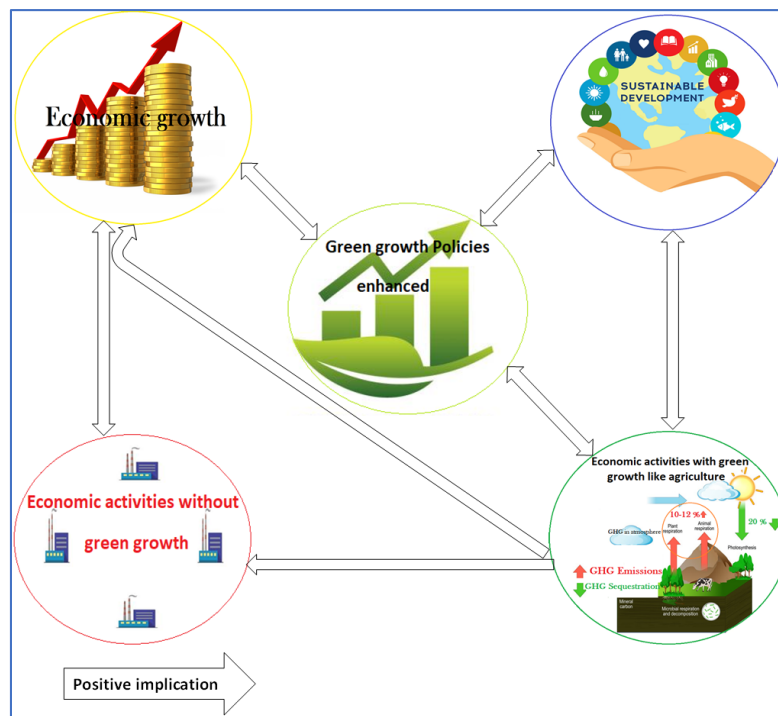 Economic growth
SUSTAINABLE
DEVELOPMENT
Green growth Policies
enhanced
Economic activities without
green growth
Economic activities with green
growth like agriculture
10-12 %
20 %
GHG in atmosphere
Plant
respiration
Animal
respiration
Photosynthesis
GHG Emissions
GHG Sequestration
Mineral
carbon
Microbial respiration
and decomposition
Positive implication